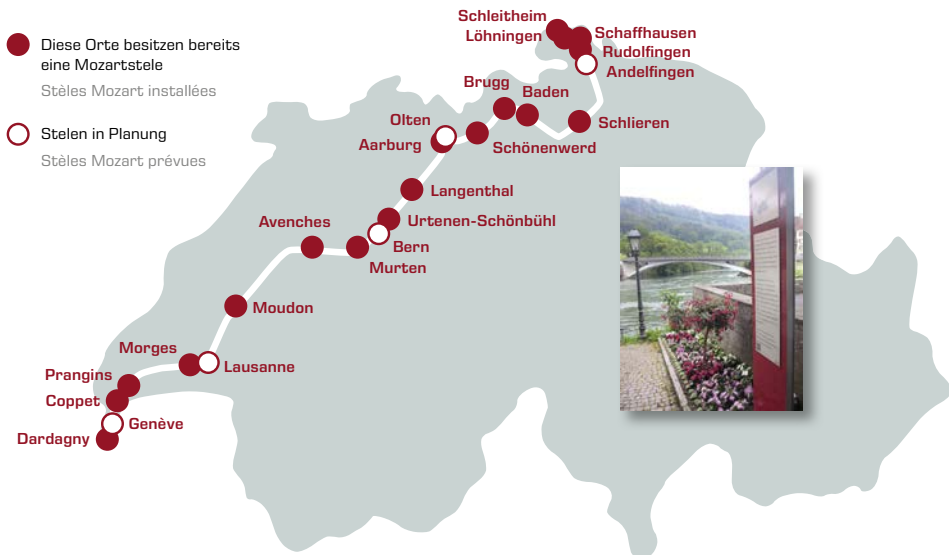 Diese Orte besitzen bereits
eine Mozartstele
Stèles Mozart installées
Stelen in Planung
Stèles Mozart prévues
Schleitheim
Löhningen
Schaffhausen
Rudolfingen
Andelfingen
Brugg
Baden
Schlieren
Olten
Aarburg
Schönenwerd
Langenthal
Avenches
Urtenen-Schönbühl
Bern
Murten
Moudon
Morges
Lausanne
Prangins
Coppet
Genève
Dardagny